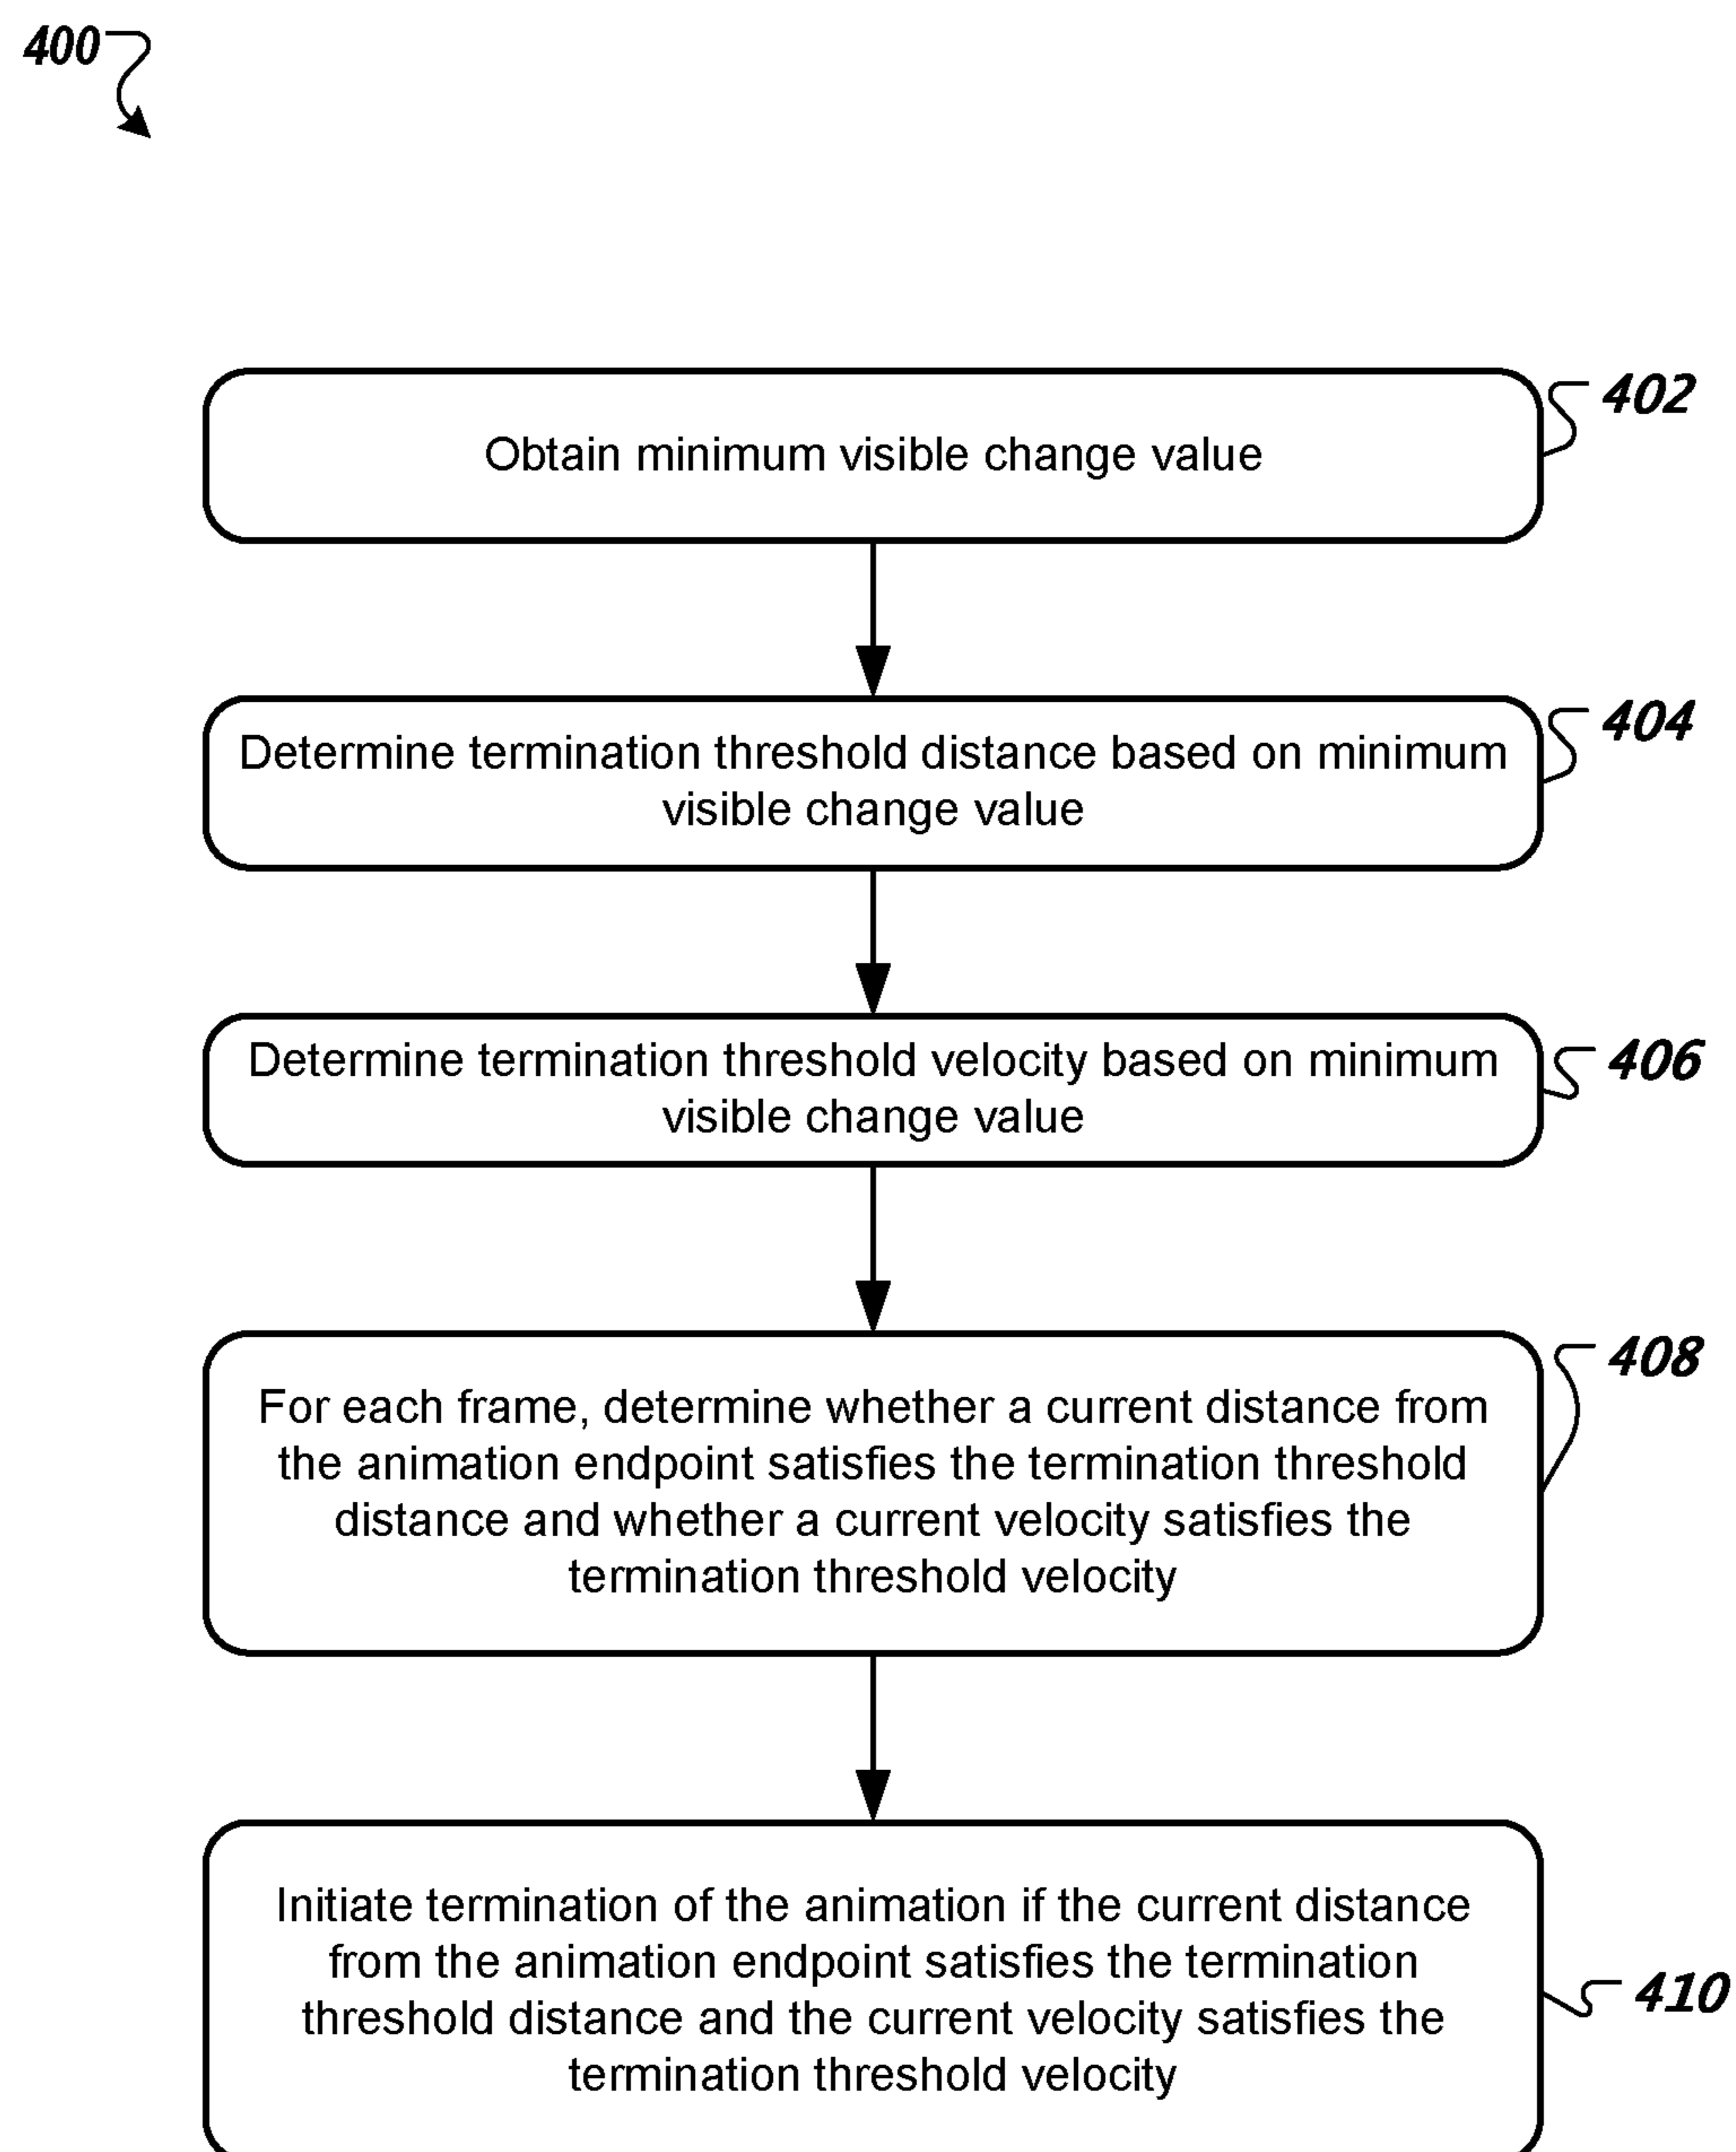 400
402
Obtain minimum visible change value
404
Determine termination threshold distance based on minimum
visible change value
406
Determine termination threshold velocity based on minimum
visible change value
408
For each frame, determine whether a current distance from
the animation endpoint satisfies the termination threshold
distance and whether a current velocity satisfies the
termination threshold velocity
Initiate termination of the animation if the current distance
from the animation endpoint satisfies the termination
threshold distance and the current velocity satisfies the
termination threshold velocity
410